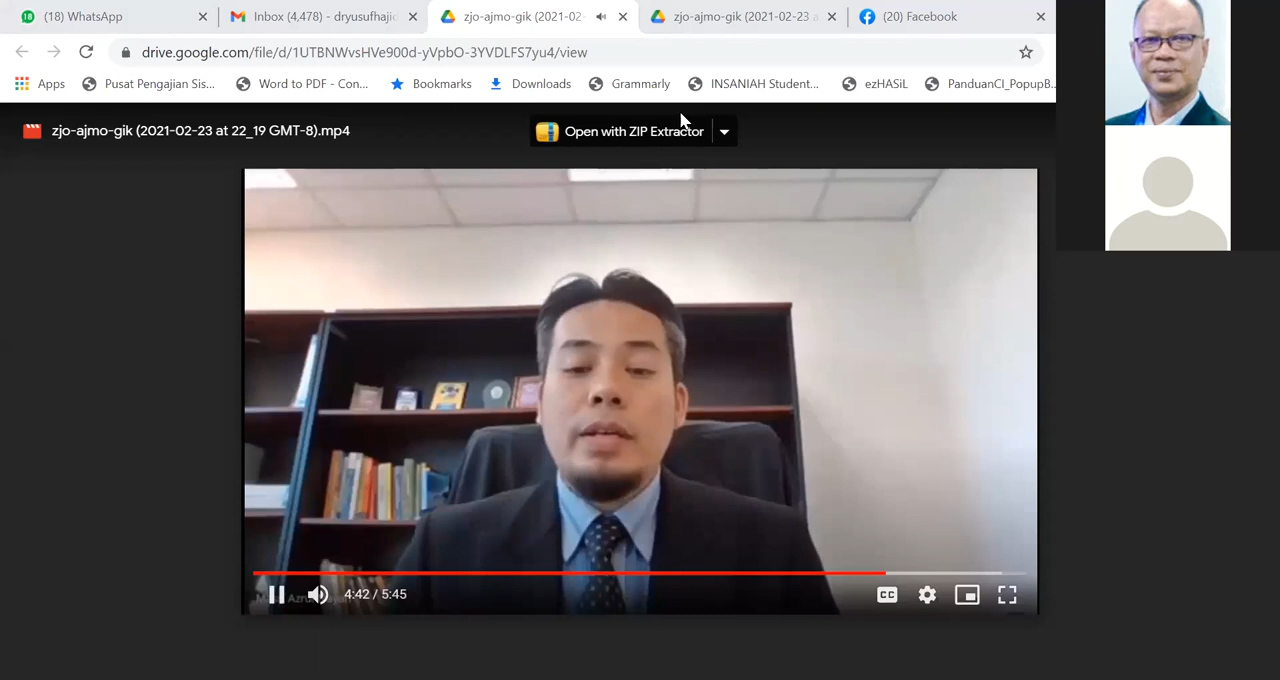 (18) WhatsApp
Inbox (4,478) - dryusufhajid
zjo-ajmo-gik (2021-02-
zjo-ajmo-gik (2021-02-23 a
(20) Facebook
drive.google.com/file/d/1UTBNWvsHVe900d-yVpbO-3YVDLFS7yu4/view
Apps
Pusat Pengajian Sis...
Word to PDF - Con...
Bookmarks
Downloads
Grammarly
INSANIAH Student...
ezHASiL
PanduanCI_PopupB...
zjo-ajmo-gik (2021-02-23 at 22_19 GMT-8).mp4
Open with ZIP Extractor
4:42 / 5:45
CC